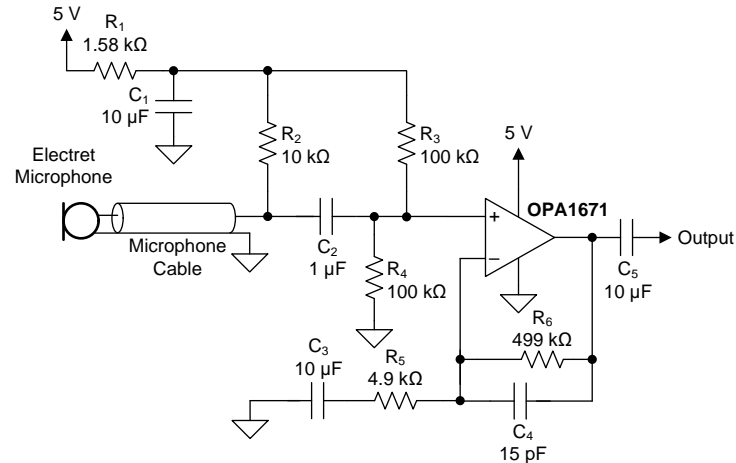 5 V
R1
1.58 kΩ
C1
10 µF
R2
10 kΩ
R3
100 kΩ
5 V
Electret
Microphone
OPA1671
+
−
Microphone
Cable
C2
1 µF
R4
100 kΩ
C5
10 µF
Output
R6
499 kΩ
C3
10 µF
R5
4.9 kΩ
C4
15 pF